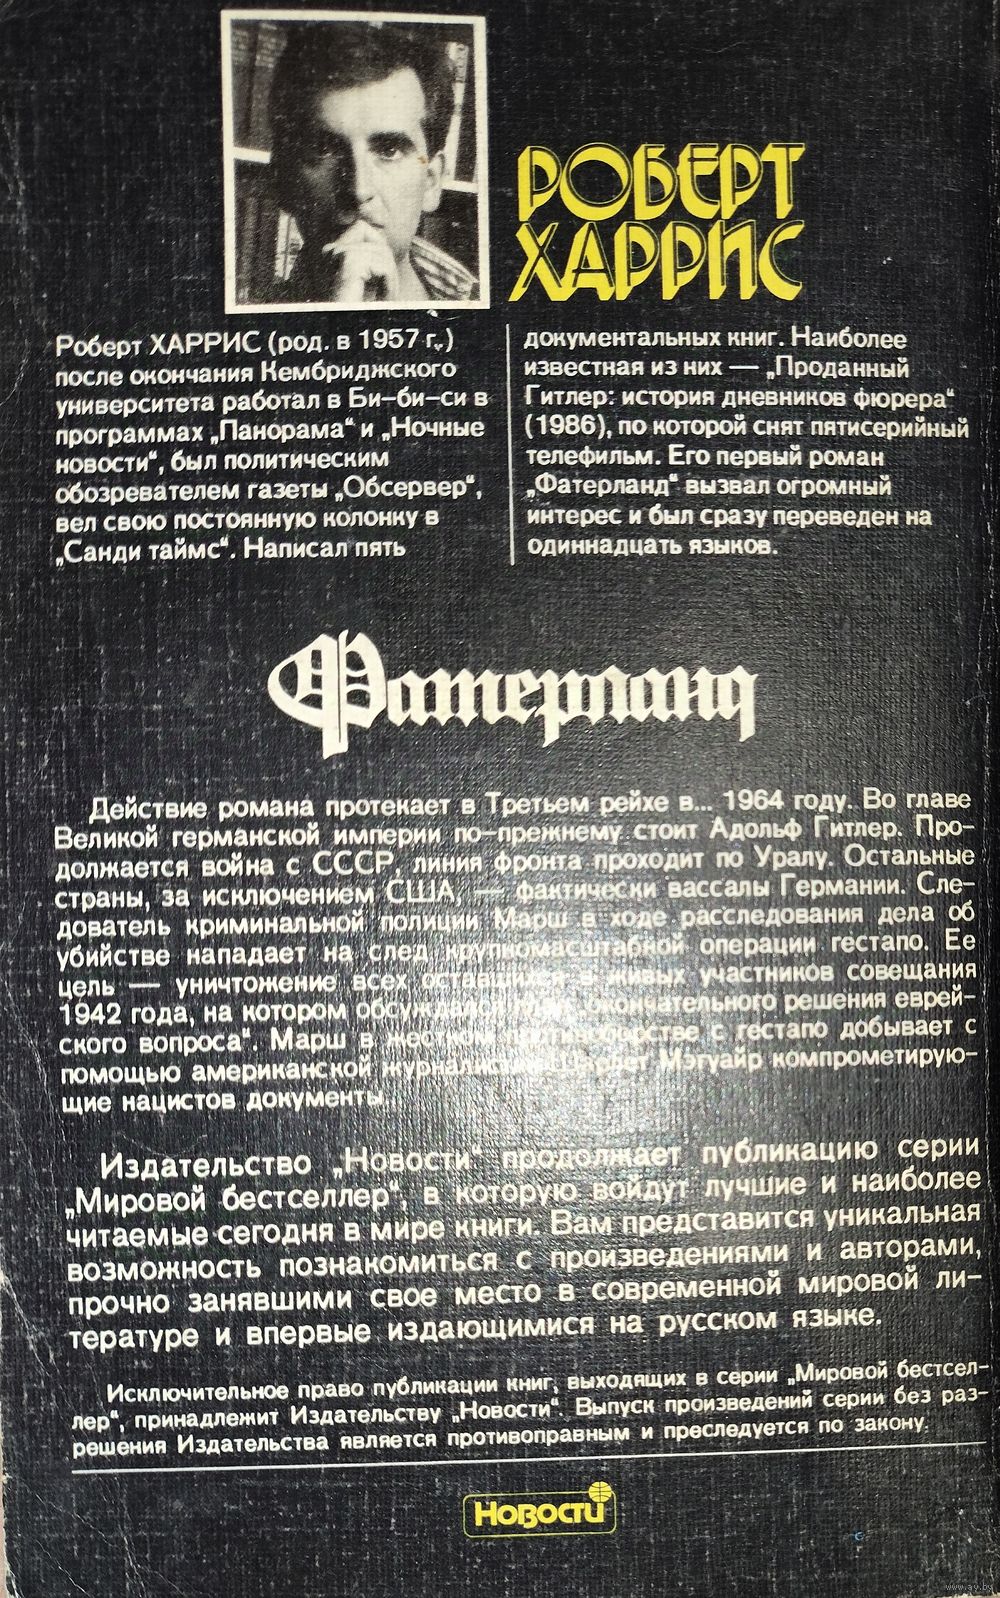 РОБЕРТ
ХАРРИС
Роберт ХАРРИС (род. в 1957 г.)
после окончания Кембриджского
университета работал в Би-би-си в
программах „Панорама“ и „Ночные
новости“, был политическим
обозревателем газеты „Обсервер“,
вел свою постоянную колонку в
„Санди таймс“. Написал пять
документальных книг. Наиболее
известная из них — „Проданный
Гитлер: история дневников фюрера“
(1986), по которой снят пятисерийный
телефильм. Его первый роман
„Фатерланд“ вызвал огромный
интерес и был сразу переведен на
одиннадцать языков.
Фатерланд
Действие романа протекает в Третьем рейхе в... 1964 году. Во главе
Великой германской империи по-прежнему стоит Адольф Гитлер. Про-
должается война с СССР, линия фронта проходит по Уралу. Остальные
страны, за исключением США, — фактически вассалы Германии. Сле-
дователь криминальной полиции Марш в ходе расследования дела об
убийстве нападает на след крупномасштабной операции гестапо. Ее
цель — уничтожение всех оставшихся в живых участников совещания
1942 года, на котором обсуждался окончательного решения еврей-
ского вопроса“. Марш в жестком противоборстве с гестапо добывает с
помощью американской журналистки Шарлет Мэгуайр компрометирую-
щие нацистов документы.
Издательство „Новости“ продолжает публикацию серии
„Мировой бестселлер“, в которую войдут лучшие и наиболее
читаемые сегодня в мире книги. Вам представится уникальная
возможность познакомиться с произведениями и авторами,
прочно занявшими свое место в современной мировой ли-
тературе и впервые издающимися на русском языке.
Исключительное право публикации книг, выходящих в серии „Мировой бестсел-
лер“, принадлежит Издательству „Новости“. Выпуск произведений серии без раз-
решения Издательства является противоправным и преследуется по закону.
Новости
www.ay.by